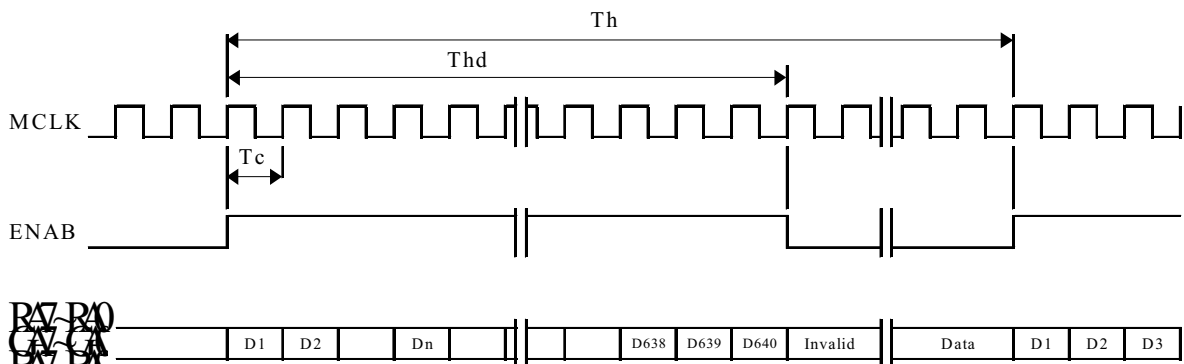 Th
Thd
MCLK
Tc
ENAB
D1 D2 Dn D638 D639 D640 Invalid Data D1 D2 D3